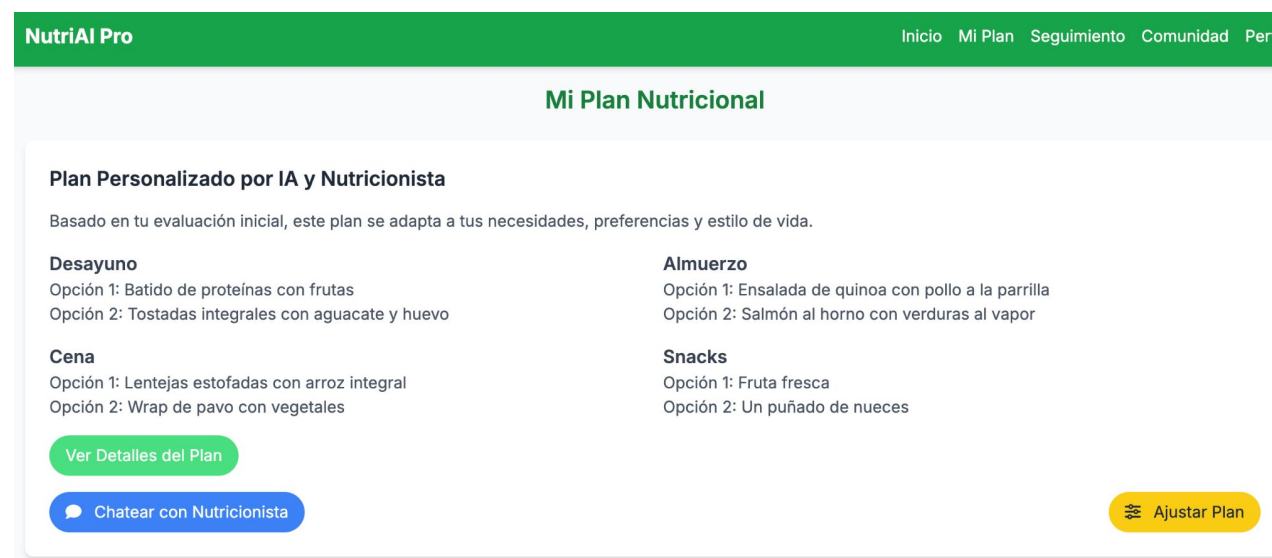 NutriAI Pro
Inicio Mi Plan Seguimiento Comunidad Per
Mi Plan Nutricional
Plan Personalizado por IA y Nutricionista
Basado en tu evaluación inicial, este plan se adapta a tus necesidades, preferencias y estilo de vida.
Desayuno
Opción 1: Batido de proteínas con frutas
Opción 2: Tostadas integrales con aguacate y huevo
Almuerzo
Opción 1: Ensalada de quinoa con pollo a la parrilla
Opción 2: Salmón al horno con verduras al vapor
Cena
Opción 1: Lentejas estofadas con arroz integral
Opción 2: Wrap de pavo con vegetales
Snacks
Opción 1: Fruta fresca
Opción 2: Un puñado de nueces
Ver Detalles del Plan
Chatear con Nutricionista
Ajustar Plan